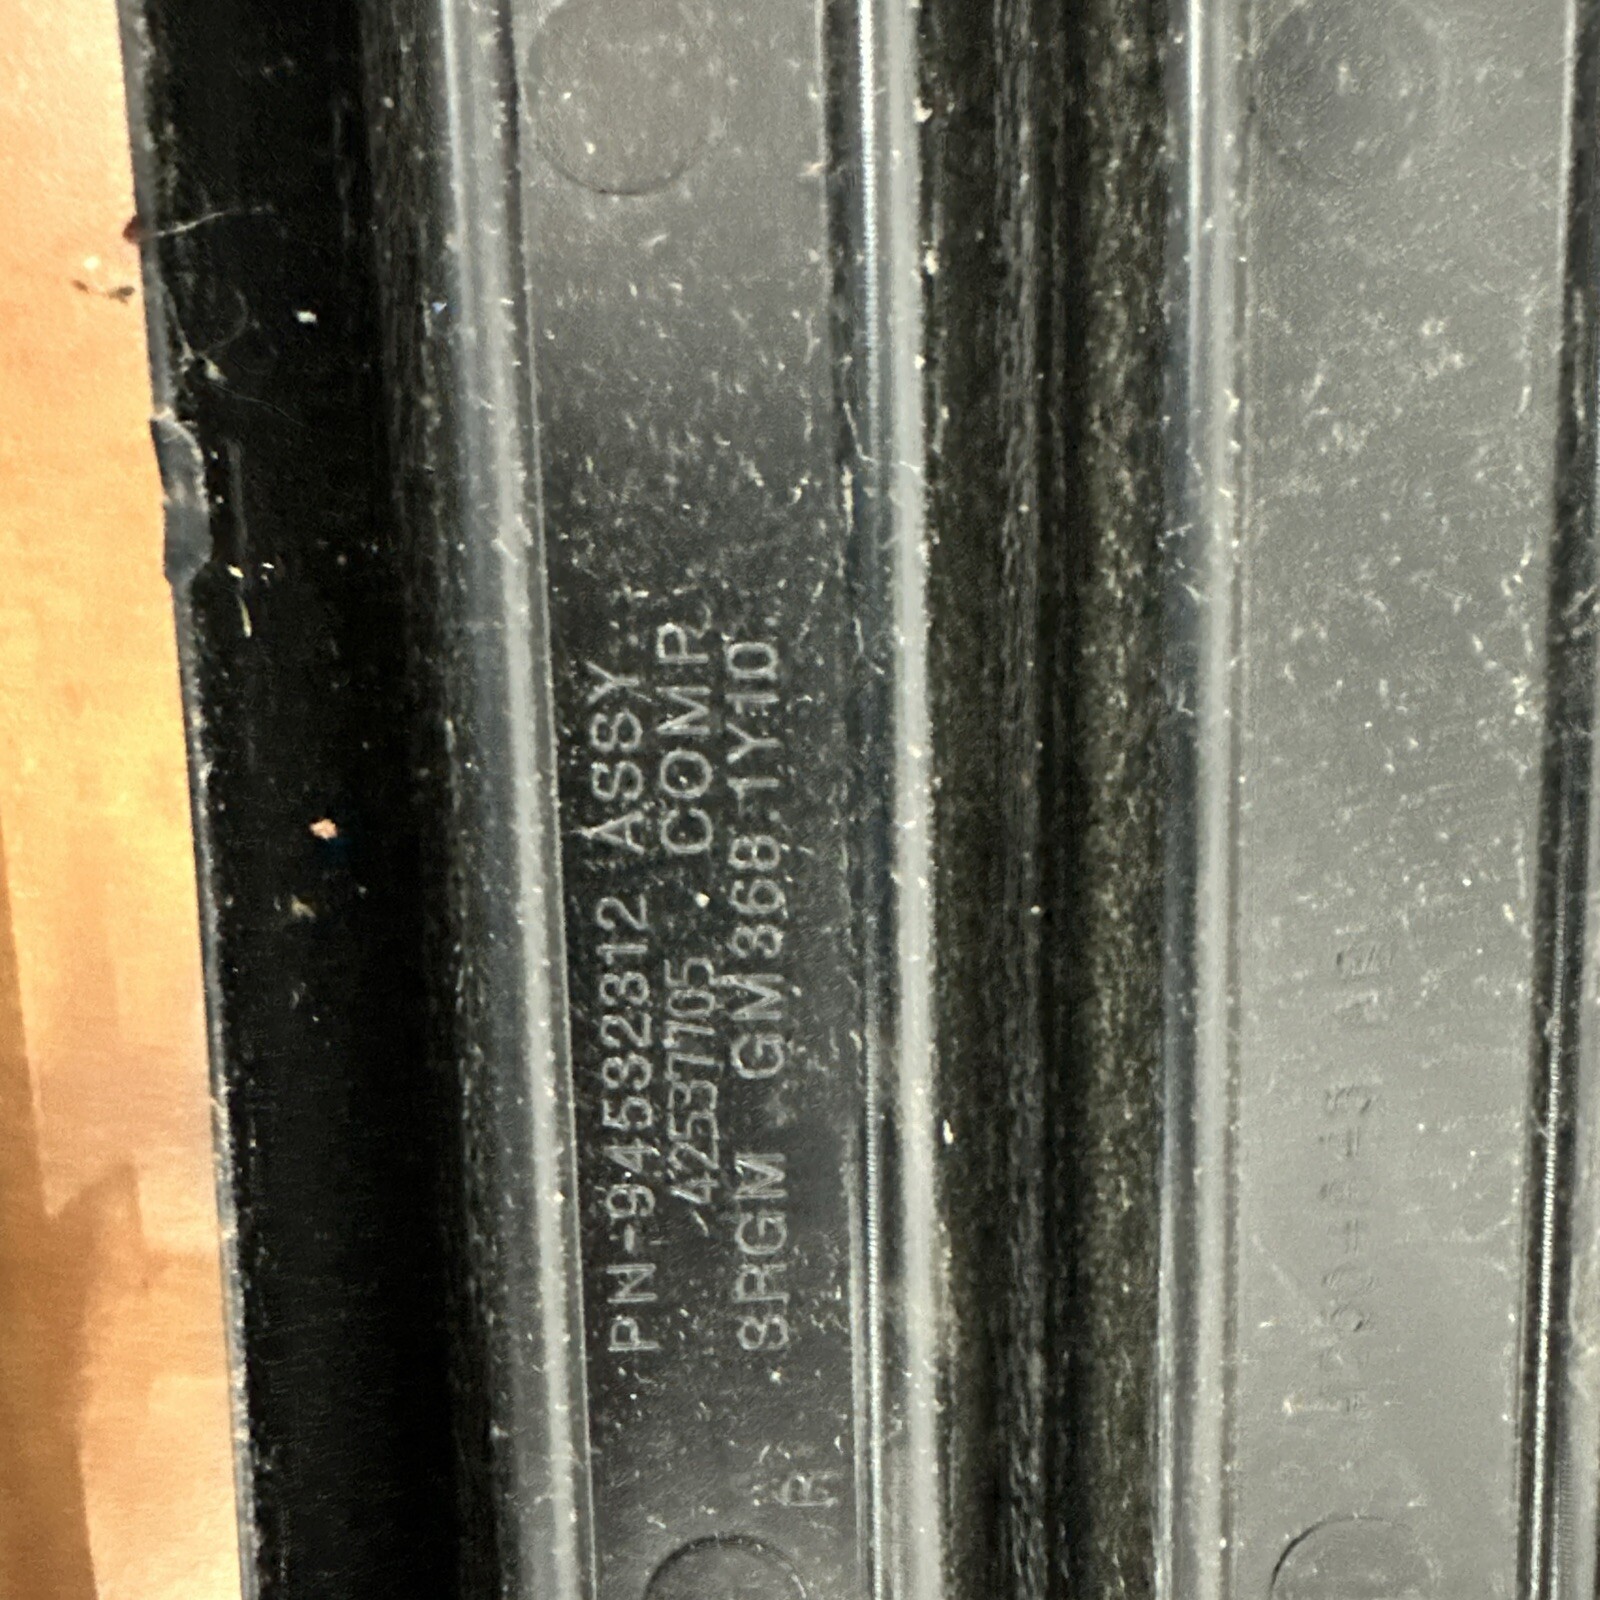 PN-94532312 ASSY
42537705 COMP
SRGM GM368.1Y10
R